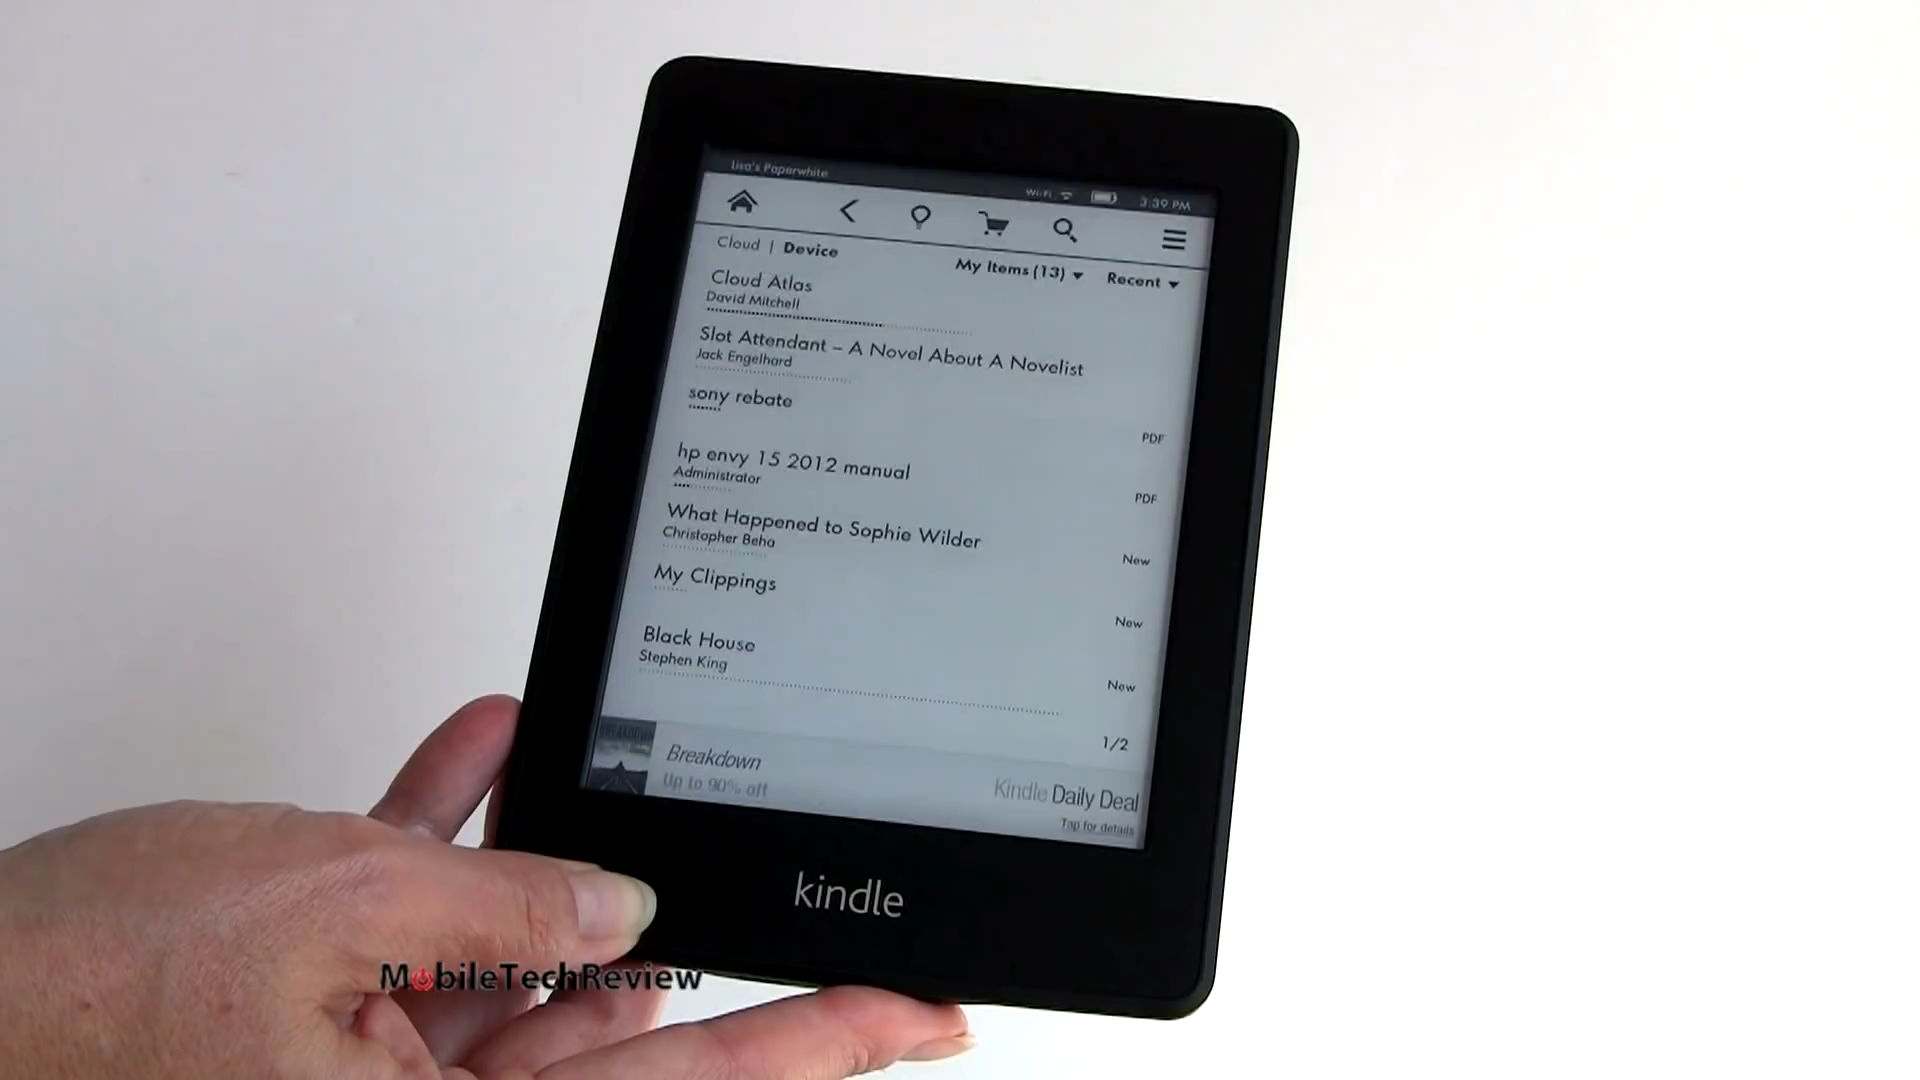 Lisa's Paperwhite
Wi-Fi 3:39 PM
Cloud | Device
My Items (13) Recent
Cloud Atlas
David Mitchell
Slot Attendant – A Novel About A Novelist
Jack Engelhard
sony rebate
PDF
hp envy 15 2012 manual
Administrator
PDF
What Happened to Sophie Wilder
Christopher Beha
New
My Clippings
New
Black House
Stephen King
New
1/2
BREAKDOWN
Breakdown
Up to 90% off
Kindle Daily Deal
Tap for details
kindle
MobileTechReview